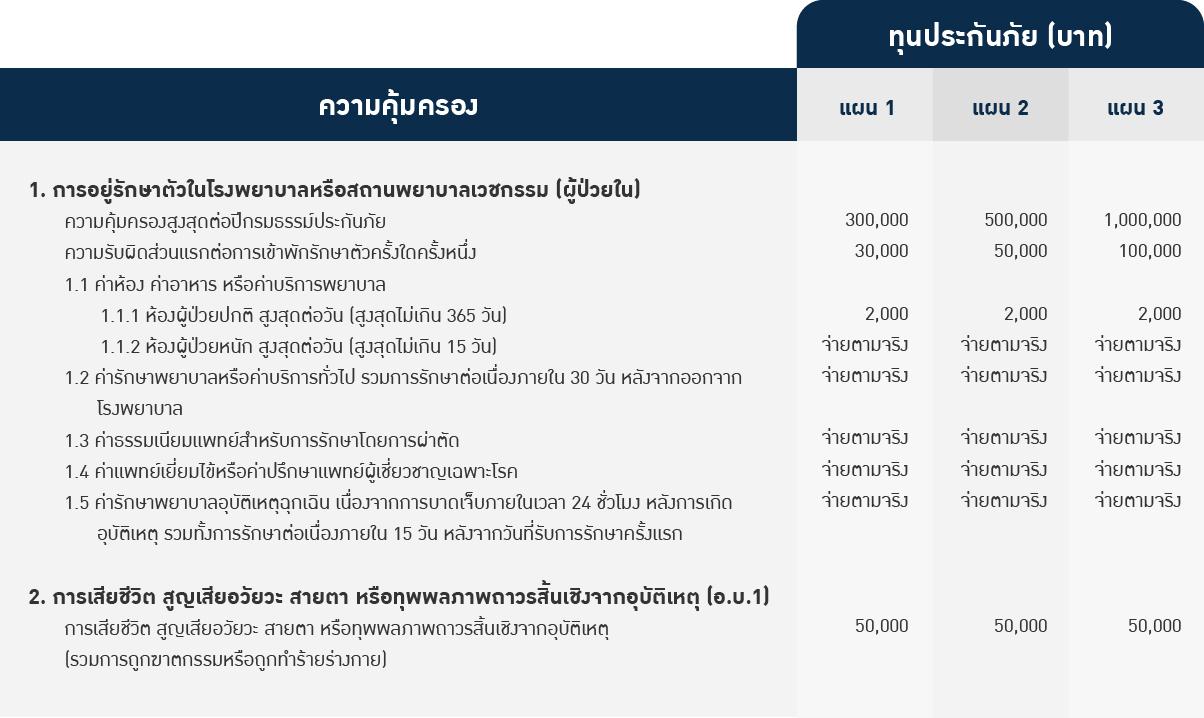 ทุนประกันภัย (บาท)
ความคุ้มครอง แผน 1 แผน 2 แผน 3
1. การอยู่รักษาตัวในโรงพยาบาลหรือสถานพยาบาลเวชกรรม (ผู้ป่วยใน)
ความคุ้มครองสูงสุดต่อปีกรมธรรม์ประกันภัย 300,000 500,000 1,000,000
ความรับผิดส่วนแรกต่อการเข้าพักรักษาตัวครั้งใดครั้งหนึ่ง 30,000 50,000 100,000
1.1 ค่าห้อง ค่าอาหาร หรือค่าบริการพยาบาล
1.1.1 ห้องผู้ป่วยปกติ สูงสุดต่อวัน (สูงสุดไม่เกิน 365 วัน) 2,000 2,000 2,000
1.1.2 ห้องผู้ป่วยหนัก สูงสุดต่อวัน (สูงสุดไม่เกิน 15 วัน) จ่ายตามจริง จ่ายตามจริง จ่ายตามจริง
1.2 ค่ารักษาพยาบาลหรือค่าบริการทั่วไป รวมการรักษาต่อเนื่องภายใน 30 วัน หลังจากออกจาก จ่ายตามจริง จ่ายตามจริง จ่ายตามจริง
โรงพยาบาล
1.3 ค่าธรรมเนียมแพทย์สำหรับการรักษาโดยการผ่าตัด จ่ายตามจริง จ่ายตามจริง จ่ายตามจริง
1.4 ค่าแพทย์เยี่ยมไข้หรือค่าปรึกษาแพทย์ผู้เชี่ยวชาญเฉพาะโรค จ่ายตามจริง จ่ายตามจริง จ่ายตามจริง
1.5 ค่ารักษาพยาบาลอุบัติเหตุฉุกเฉิน เนื่องจากการบาดเจ็บภายในเวลา 24 ชั่วโมง หลังการเกิด จ่ายตามจริง จ่ายตามจริง จ่ายตามจริง
อุบัติเหตุ รวมทั้งการรักษาต่อเนื่องภายใน 15 วัน หลังจากวันที่รับการรักษาครั้งแรก
2. การเสียชีวิต สูญเสียอวัยวะ สายตา หรือทุพพลภาพถาวรสิ้นเชิงจากอุบัติเหตุ (อ.บ.1)
การเสียชีวิต สูญเสียอวัยวะ สายตา หรือทุพพลภาพถาวรสิ้นเชิงจากอุบัติเหตุ 50,000 50,000 50,000
(รวมการถูกฆาตกรรมหรือถูกทำร้ายร่างกาย)